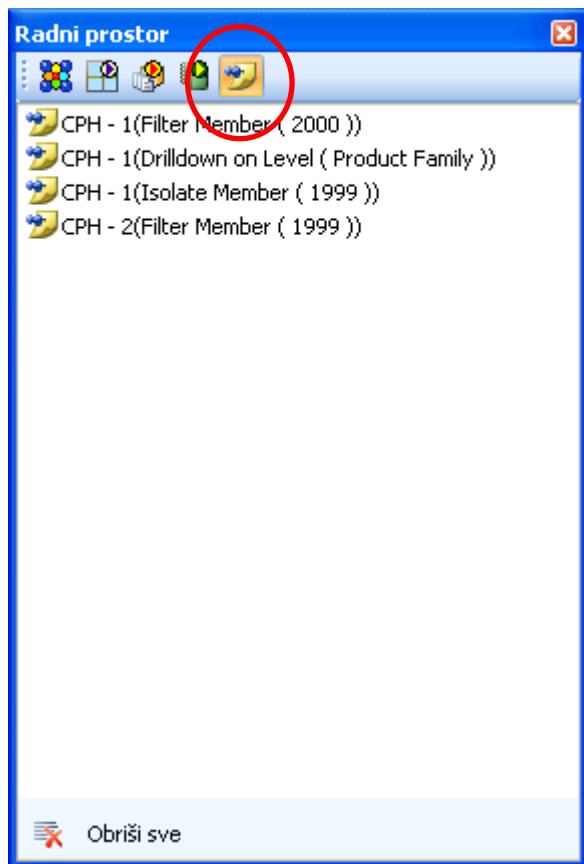 Radni prostor
CPH - 1(Filter Member ( 2000 ))
CPH - 1(Drilldown on Level ( Product Family ))
CPH - 1(Isolate Member ( 1999 ))
CPH - 2(Filter Member ( 1999 ))
Obriši sve